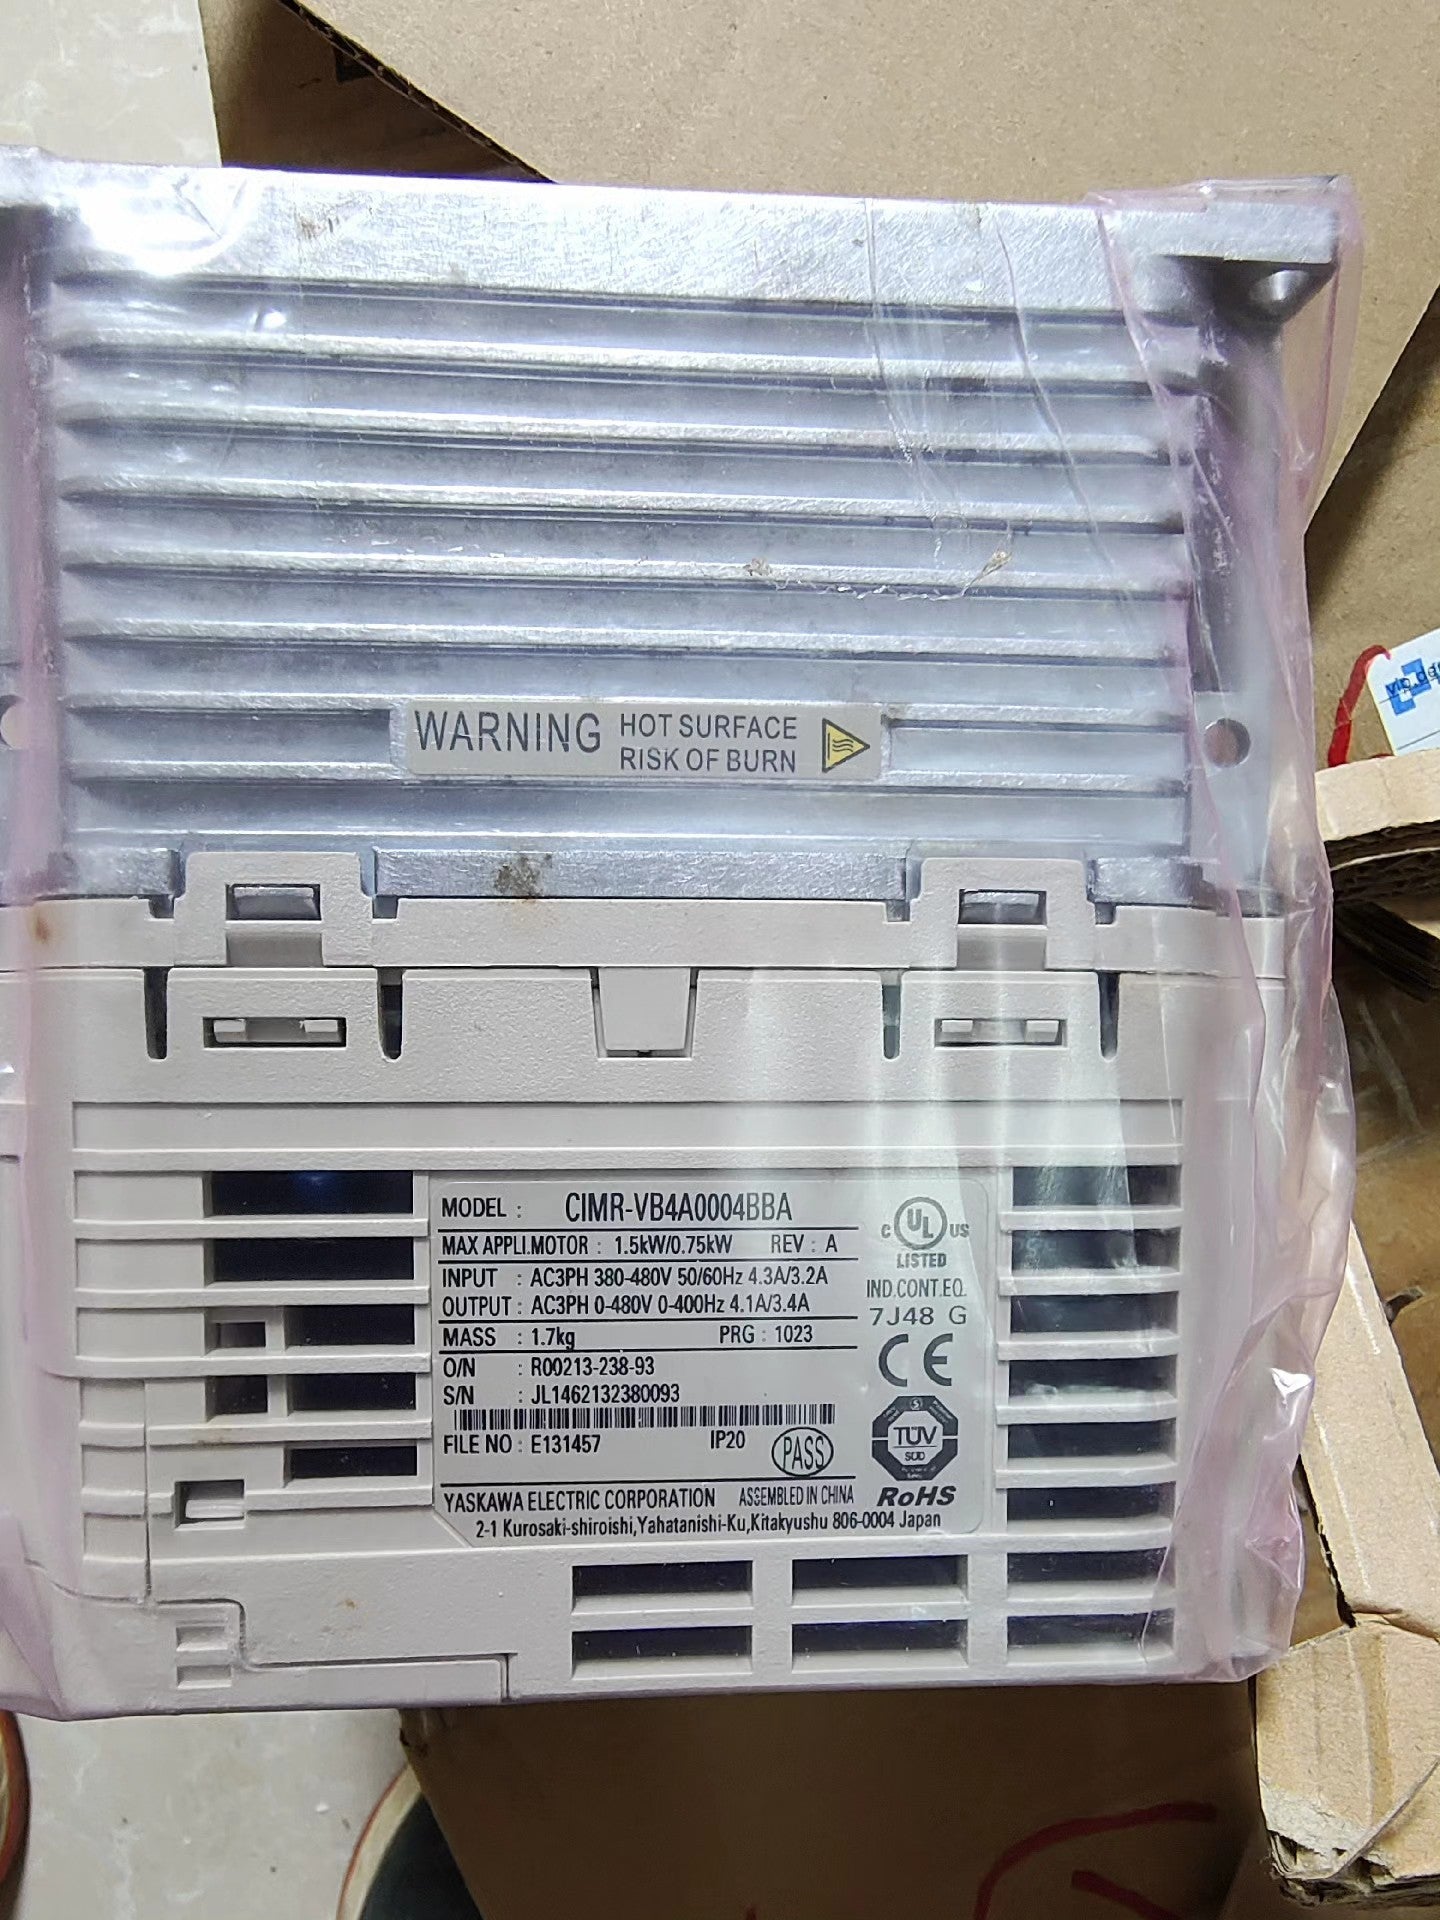 WARNING HOT SURFACE
RISK OF BURN
MODEL : CIMR-VB4A0004BBA
MAX APPLI.MOTOR : 1.5kW/0.75kW REV : A
INPUT : AC3PH 380-480V 50/60Hz 4.3A/3.2A
OUTPUT : AC3PH 0-480V 0-400Hz 4.1A/3.4A
MASS : 1.7kg PRG : 1023
O/N : R00213-238-93
S/N : JL1462132380093
FILE NO : E131457 IP20 PASS
YASKAWA ELECTRIC CORPORATION ASSEMBLED IN CHINA
2-1 Kurosaki-shiroishi,Yahatanishi-Ku,Kitakyushu 806-0004 Japan
C UL US
LISTED
IND.CONT.EQ.
7J48 G
CE
TÜV
SÜD
RoHS